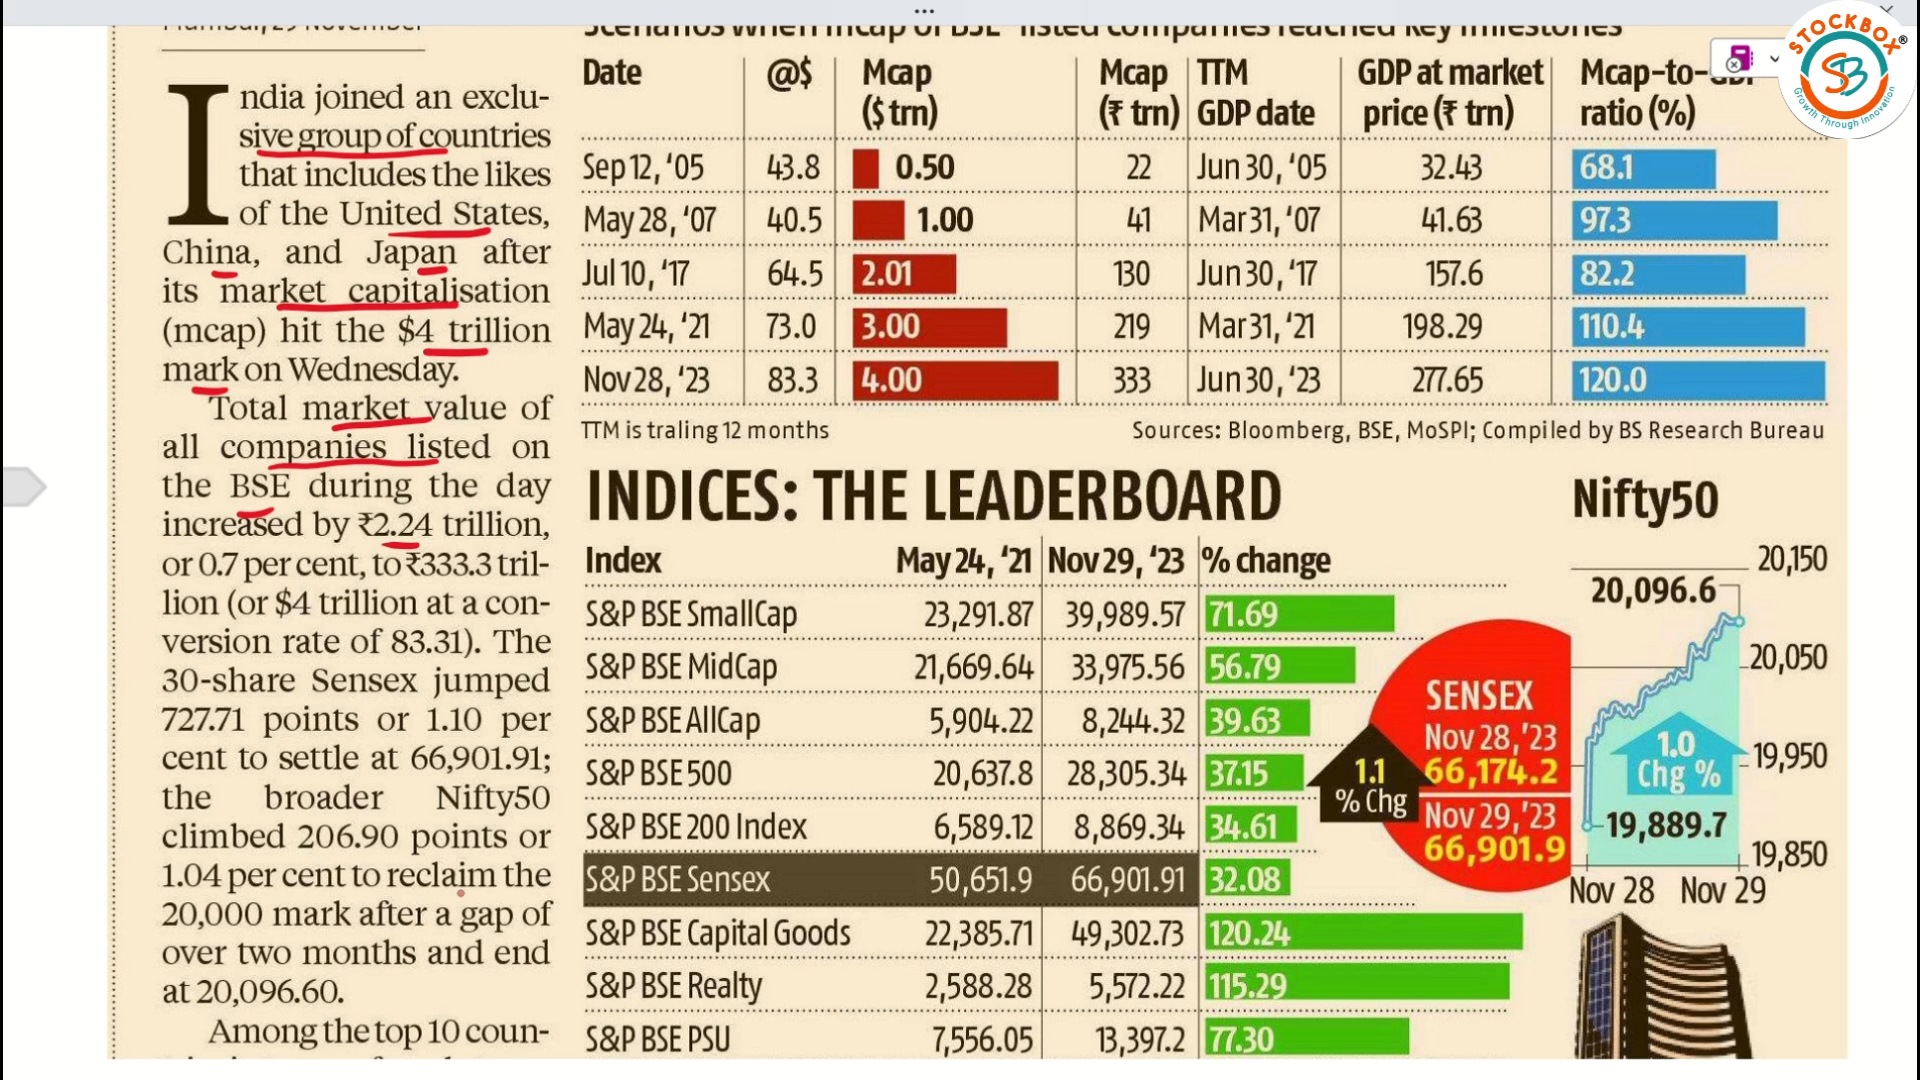 ...
STOCKBOX®
SB
Growth Through Innovation
Mumbai, 29 November
India joined an exclu-
sive group of countries
that includes the likes
of the United States,
China, and Japan after
its market capitalisation
(mcap) hit the $4 trillion
mark on Wednesday.
Total market value of
all companies listed on
the BSE during the day
increased by ₹2.24 trillion,
or 0.7 per cent, to ₹333.3 tril-
lion (or $4 trillion at a con-
version rate of 83.31). The
30-share Sensex jumped
727.71 points or 1.10 per
cent to settle at 66,901.91;
the broader Nifty50
climbed 206.90 points or
1.04 per cent to reclaim the
20,000 mark after a gap of
over two months and end
at 20,096.60.
Among the top 10 coun-
Scenarios when mcap of BSE-listed companies reached key milestones
Date @$ Mcap Mcap TTM GDP at market Mcap-to-GDP
($ trn) (₹ trn) GDP date price (₹ trn) ratio (%)
Sep 12, ‘05 43.8 0.50 22 Jun 30, ‘05 32.43 68.1
May 28, ‘07 40.5 1.00 41 Mar 31, ‘07 41.63 97.3
Jul 10, ‘17 64.5 2.01 130 Jun 30, ‘17 157.6 82.2
May 24, ‘21 73.0 3.00 219 Mar 31, ‘21 198.29 110.4
Nov 28, ‘23 83.3 4.00 333 Jun 30, ‘23 277.65 120.0
TTM is traling 12 months Sources: Bloomberg, BSE, MoSPI; Compiled by BS Research Bureau
INDICES: THE LEADERBOARD
Index May 24, ‘21 Nov 29, ‘23 % change
S&P BSE SmallCap 23,291.87 39,989.57 71.69
S&P BSE MidCap 21,669.64 33,975.56 56.79
S&P BSE AllCap 5,904.22 8,244.32 39.63
S&P BSE 500 20,637.8 28,305.34 37.15
S&P BSE 200 Index 6,589.12 8,869.34 34.61
S&P BSE Sensex 50,651.9 66,901.91 32.08
S&P BSE Capital Goods 22,385.71 49,302.73 120.24
S&P BSE Realty 2,588.28 5,572.22 115.29
S&P BSE PSU 7,556.05 13,397.2 77.30
1.1
% Chg
SENSEX
Nov 28,’23
66,174.2
Nov 29,’23
66,901.9
Nifty50
20,150
20,096.6
20,050
1.0
Chg %
19,950
19,889.7
19,850
Nov 28 Nov 29